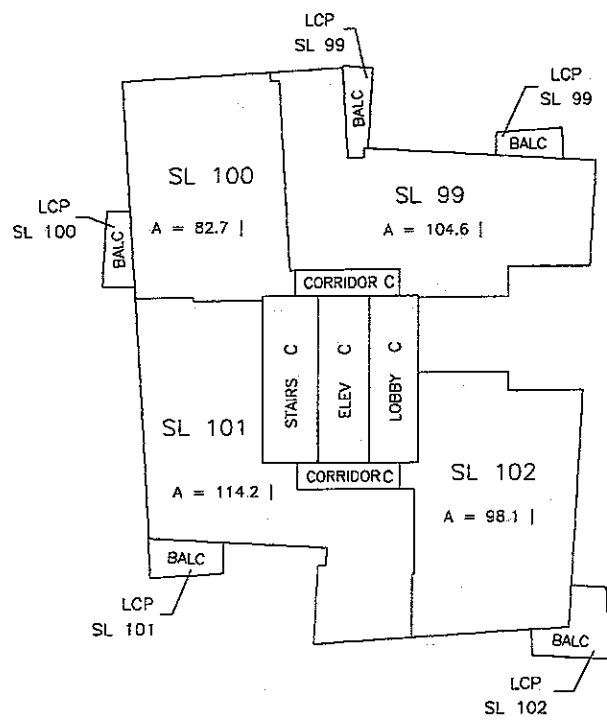 LCP
SL 99
BALC
LCP
SL 99
BALC
SL 100
A = 82.7 |
SL 99
A = 104.6 |
LCP
SL 100
BALC
CORRIDOR C
STAIRS C
ELEV C
LOBBY C
SL 101
A = 114.2 |
CORRIDOR C
SL 102
A = 98.1 |
BALC
LCP
SL 101
BALC
LCP
SL 102